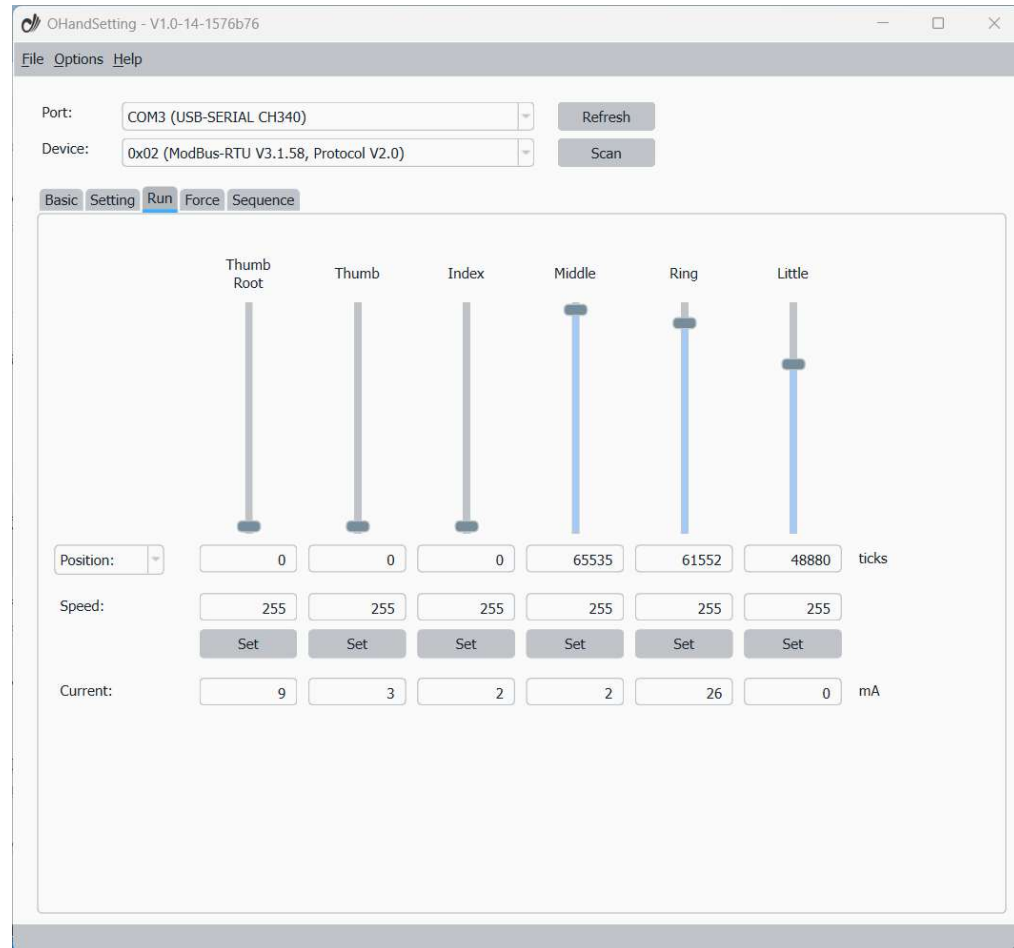 OHandSetting - V1.0-14-1576b76
File Options Help
Port: COM3 (USB-SERIAL CH340) Refresh
Device: 0x02 (ModBus-RTU V3.1.58, Protocol V2.0) Scan
Basic Setting Run Force Sequence
Thumb Root Thumb Index Middle Ring Little
Position: 0 0 0 65535 61552 48880 ticks
Speed: 255 255 255 255 255 255
Set Set Set Set Set Set
Current: 9 3 2 2 26 0 mA